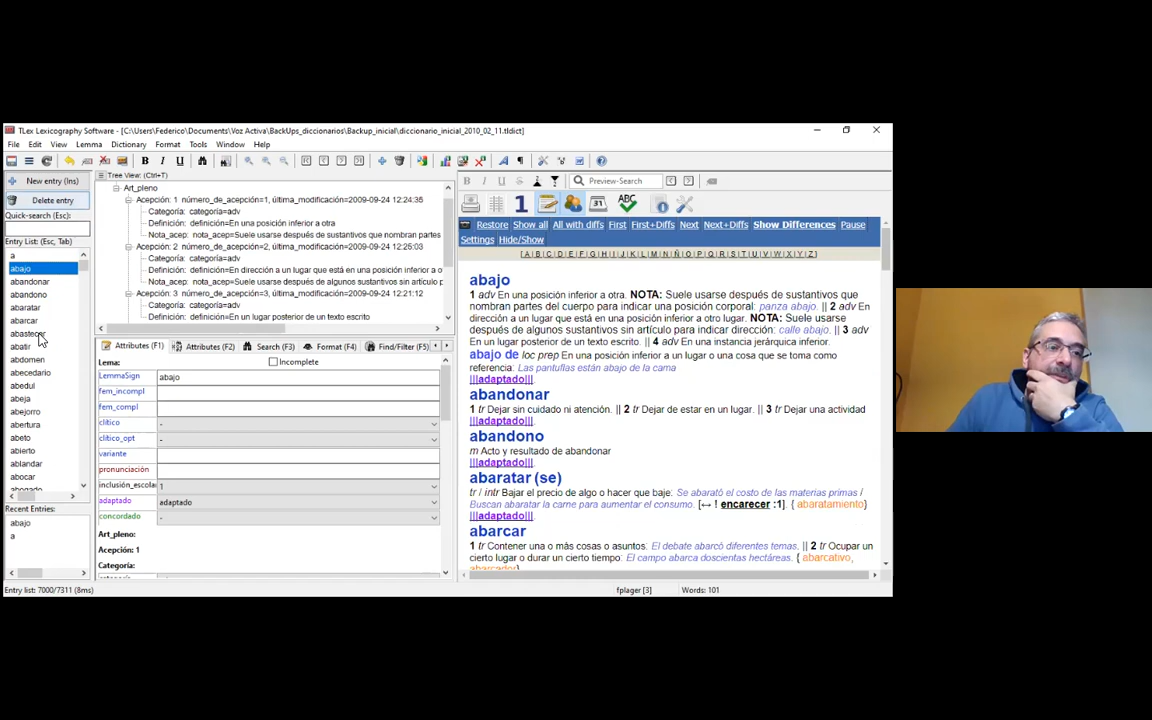 TLex Lexicography Software - [C:\Users\Federico\Documents\Voz Activa\BackUps_diccionarios\Backup_inicial\diccionario_inicial_2010_02_11.tldict]
File Edit View Lemma Dictionary Format Tools Window Help
New entry (Ins)
Delete entry
Quick-search (Esc):
Entry List: (Esc, Tab)
a
abajo
abandonar
abandono
abaratar
abarcar
abastecer
abatir
abdomen
abecedario
abedul
abeja
abejorro
abertura
abeto
abierto
ablandar
abocar
abogado
Recent Entries:
abajo
a
Entry list: 7000/7311 (8ms)
Tree View: (Ctrl+T)
Art_pleno
Acepción: 1 número_de_acepción=1, última_modificación=2009-09-24 12:24:36
Categoría: categoría=adv
Definición: definición=En una posición inferior a otra
Nota_acep: nota_acep=Suele usarse después de sustantivos que nombran partes
Acepción: 2 número_de_acepción=2, última_modificación=2009-09-24 12:25:03
Categoría: categoría=adv
Definición: definición=En dirección a un lugar que está en una posición inferior a o
Nota_acep: nota_acep=Suele usarse después de algunos sustantivos sin artículo p
Acepción: 3 número_de_acepción=3, última_modificación=2009-09-24 12:21:12
Categoría: categoría=adv
Definición: definición=En un lugar posterior de un texto escrito
Attributes (F1) Attributes (F2) Search (F3) Format (F4) Find/Filter (F5)
Lema: Incomplete
LemmaSign abajo
fem_incompl
fem_compl
clítico -
clítico_opt -
variante
pronunciación
inclusión_escolar 1
adaptado adaptado
concordado -
Art_pleno:
Acepción: 1
Categoría:
Preview-Search
Restore Show all All with diffs First First+Diffs Next Next+Diffs Show Differences Pause
Settings Hide/Show
[ A | B | C | D | E | F | G | H | I | J | K | L | M | N | Ñ | O | P | Q | R | S | T | U | V | W | X | Y | Z ]
abajo
1 adv En una posición inferior a otra. NOTA: Suele usarse después de sustantivos que
nombran partes del cuerpo para indicar una posición corporal: panza abajo. || 2 adv En
dirección a un lugar que está en una posición inferior a otro lugar. NOTA: Suele usarse
después de algunos sustantivos sin artículo para indicar dirección: calle abajo. || 3 adv
En un lugar posterior de un texto escrito. || 4 adv En una instancia jerárquica inferior.
abajo de loc prep En una posición inferior a un lugar o una cosa que se toma como
referencia: Las pantuflas están abajo de la cama
|||adaptado|||.
abandonar
1 tr Dejar sin cuidado ni atención. || 2 tr Dejar de estar en un lugar. || 3 tr Dejar una actividad
|||adaptado|||.
abandono
m Acto y resultado de abandonar
|||adaptado|||.
abaratar (se)
tr / intr Bajar el precio de algo o hacer que baje: Se abarató el costo de las materias primas /
Buscan abaratar la carne para aumentar el consumo. [↔ ! encarecer :1]. { abaratamiento}
|||adaptado|||.
abarcar
1 tr Contener una o más cosas o asuntos: El debate abarcó diferentes temas. || 2 tr Ocupar un
cierto lugar o durar un cierto tiempo: El campo abarca doscientas hectáreas. { abarcativo,
abarcador}
fplager [3] Words: 101